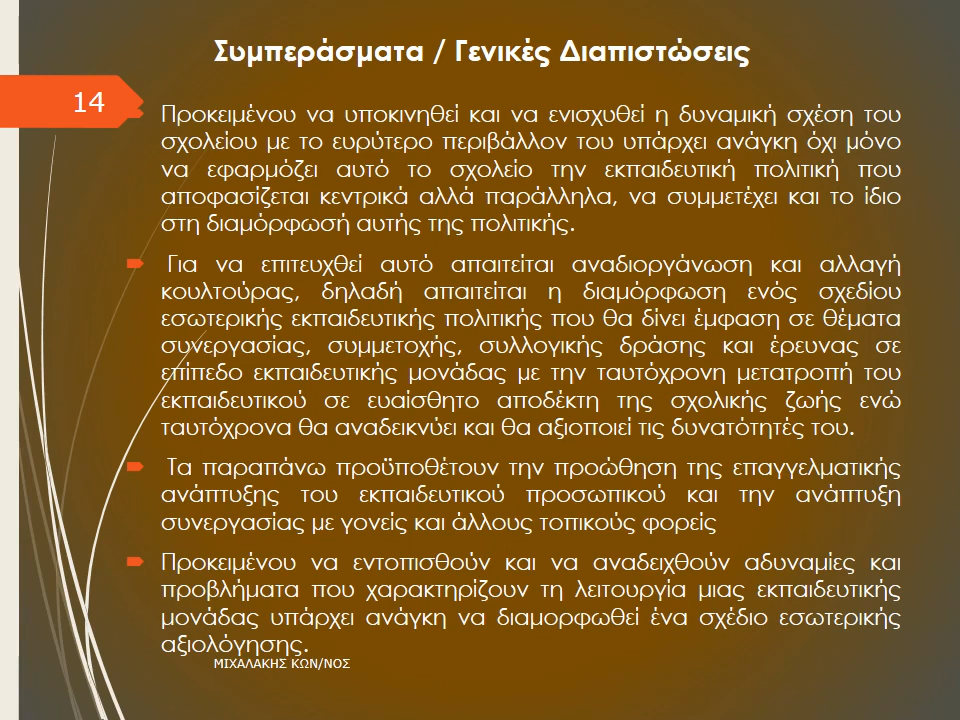 Συμπεράσματα / Γενικές Διαπιστώσεις
14
Προκειμένου να υποκινηθεί και να ενισχυθεί η δυναμική σχέση του
σχολείου με το ευρύτερο περιβάλλον του υπάρχει ανάγκη όχι μόνο
να εφαρμόζει αυτό το σχολείο την εκπαιδευτική πολιτική που
αποφασίζεται κεντρικά αλλά παράλληλα, να συμμετέχει και το ίδιο
στη διαμόρφωσή αυτής της πολιτικής.
Για να επιτευχθεί αυτό απαιτείται αναδιοργάνωση και αλλαγή
κουλτούρας, δηλαδή απαιτείται η διαμόρφωση ενός σχεδίου
εσωτερικής εκπαιδευτικής πολιτικής που θα δίνει έμφαση σε θέματα
συνεργασίας, συμμετοχής, συλλογικής δράσης και έρευνας σε
επίπεδο εκπαιδευτικής μονάδας με την ταυτόχρονη μετατροπή του
εκπαιδευτικού σε ευαίσθητο αποδέκτη της σχολικής ζωής ενώ
ταυτόχρονα θα αναδεικνύει και θα αξιοποιεί τις δυνατότητές του.
Τα παραπάνω προϋποθέτουν την προώθηση της επαγγελματικής
ανάπτυξης του εκπαιδευτικού προσωπικού και την ανάπτυξη
συνεργασίας με γονείς και άλλους τοπικούς φορείς
Προκειμένου να εντοπισθούν και να αναδειχθούν αδυναμίες και
προβλήματα που χαρακτηρίζουν τη λειτουργία μιας εκπαιδευτικής
μονάδας υπάρχει ανάγκη να διαμορφωθεί ένα σχέδιο εσωτερικής
αξιολόγησης.
ΜΙΧΑΛΑΚΗΣ ΚΩΝ/ΝΟΣ